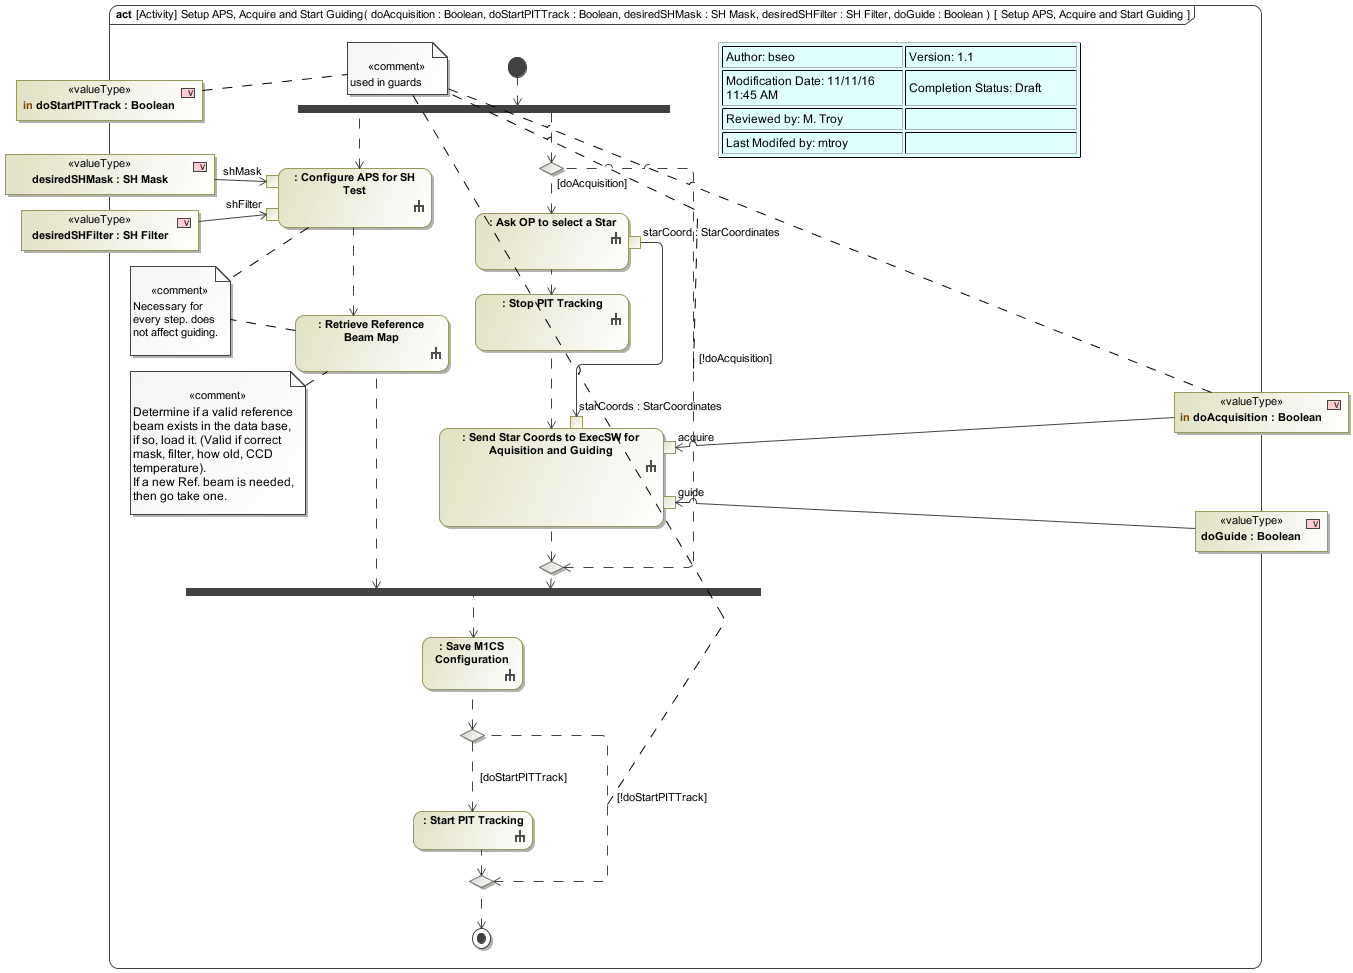 act [Activity] Setup APS, Acquire and Start Guiding( doAcquisition : Boolean, doStartPITTrack : Boolean, desiredSHMask : SH Mask, desiredSHFilter : SH Filter, doGuide : Boolean ) [ Setup APS, Acquire and Start Guiding ]
«comment»
used in guards
Author: bseo
Version: 1.1
Modification Date: 11/11/16
11:45 AM
Completion Status: Draft
Reviewed by: M. Troy
Last Modifed by: mtroy
«valueType»
v
in doStartPITTrack : Boolean
«valueType»
v
desiredSHMask : SH Mask
shMask
«valueType»
v
desiredSHFilter : SH Filter
shFilter
: Configure APS for SH
Test
[doAcquisition]
: Ask OP to select a Star
starCoord : StarCoordinates
«comment»
Necessary for
every step. does
not affect guiding.
: Stop PIT Tracking
: Retrieve Reference
Beam Map
[!doAcquisition]
«comment»
Determine if a valid reference
beam exists in the data base,
if so, load it. (Valid if correct
mask, filter, how old, CCD
temperature).
If a new Ref. beam is needed,
then go take one.
starCoords : StarCoordinates
: Send Star Coords to ExecSW for
Aquisition and Guiding
acquire
guide
«valueType»
v
in doAcquisition : Boolean
«valueType»
v
doGuide : Boolean
: Save M1CS
Configuration
[doStartPITTrack]
[!doStartPITTrack]
: Start PIT Tracking